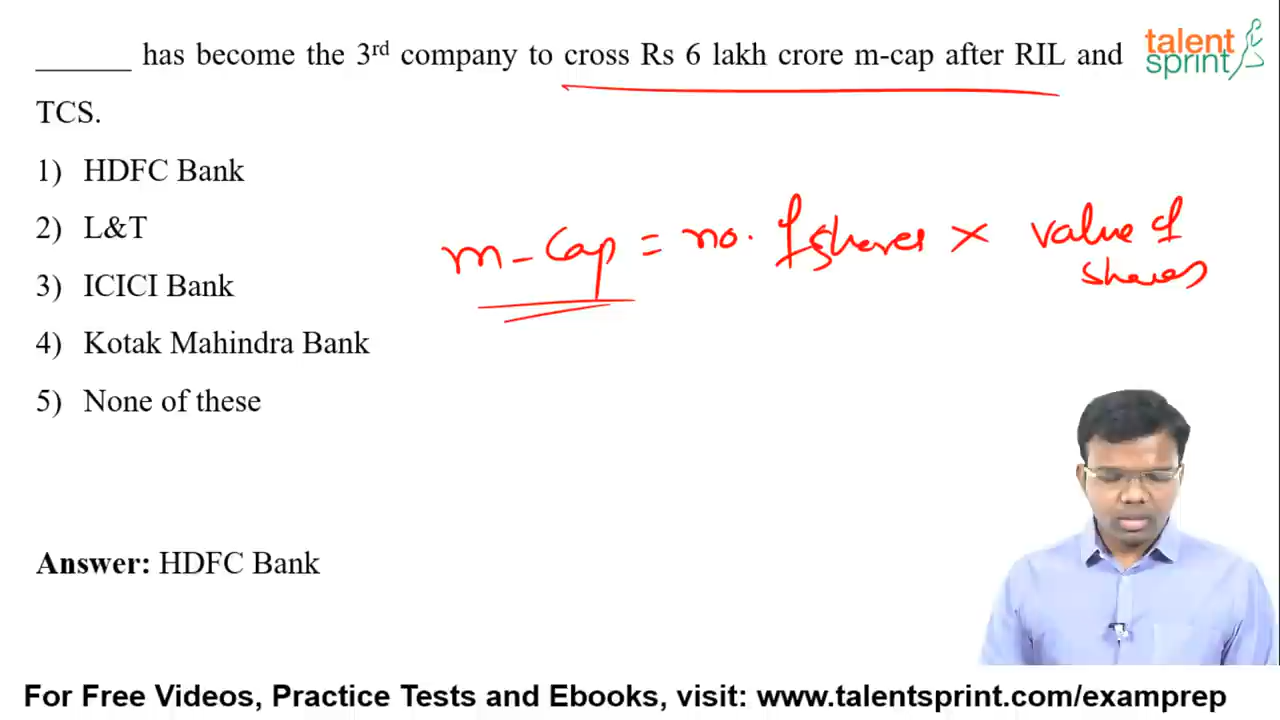 ______ has become the 3rd company to cross Rs 6 lakh crore m-cap after RIL and
talent
sprint
TCS.
1) HDFC Bank
2) L&T
3) ICICI Bank
4) Kotak Mahindra Bank
5) None of these
m-cap = no. of shares × value of
shares
Answer: HDFC Bank
For Free Videos, Practice Tests and Ebooks, visit: www.talentsprint.com/examprep